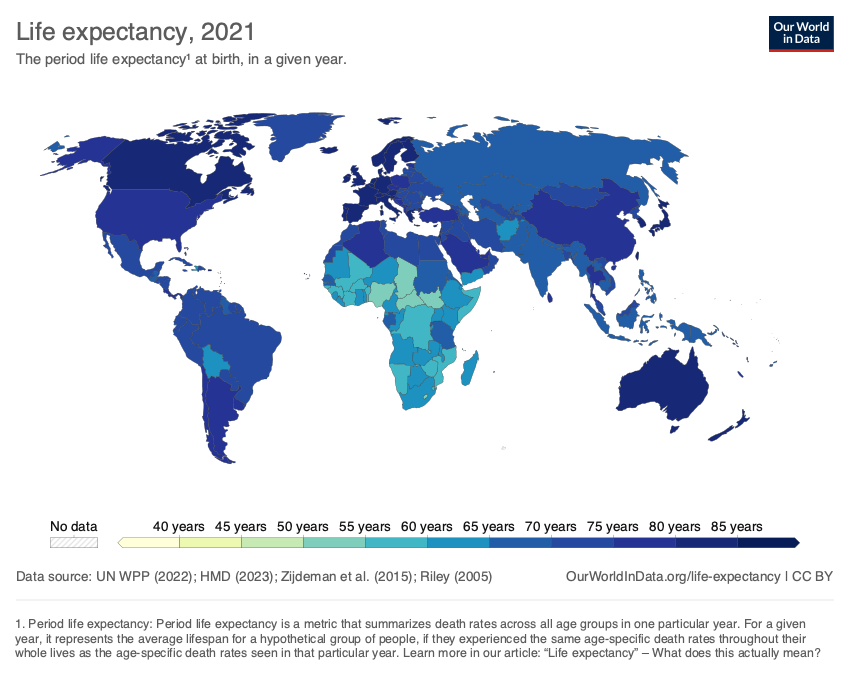 Life expectancy, 2021
The period life expectancy¹ at birth, in a given year.
Our World
in Data
No data
40 years
45 years
50 years
55 years
60 years
65 years
70 years
75 years
80 years
85 years
Data source: UN WPP (2022); HMD (2023); Zijdeman et al. (2015); Riley (2005)
OurWorldInData.org/life-expectancy | CC BY
1. Period life expectancy: Period life expectancy is a metric that summarizes death rates across all age groups in one particular year. For a given
year, it represents the average lifespan for a hypothetical group of people, if they experienced the same age-specific death rates throughout their
whole lives as the age-specific death rates seen in that particular year. Learn more in our article: “Life expectancy” – What does this actually mean?